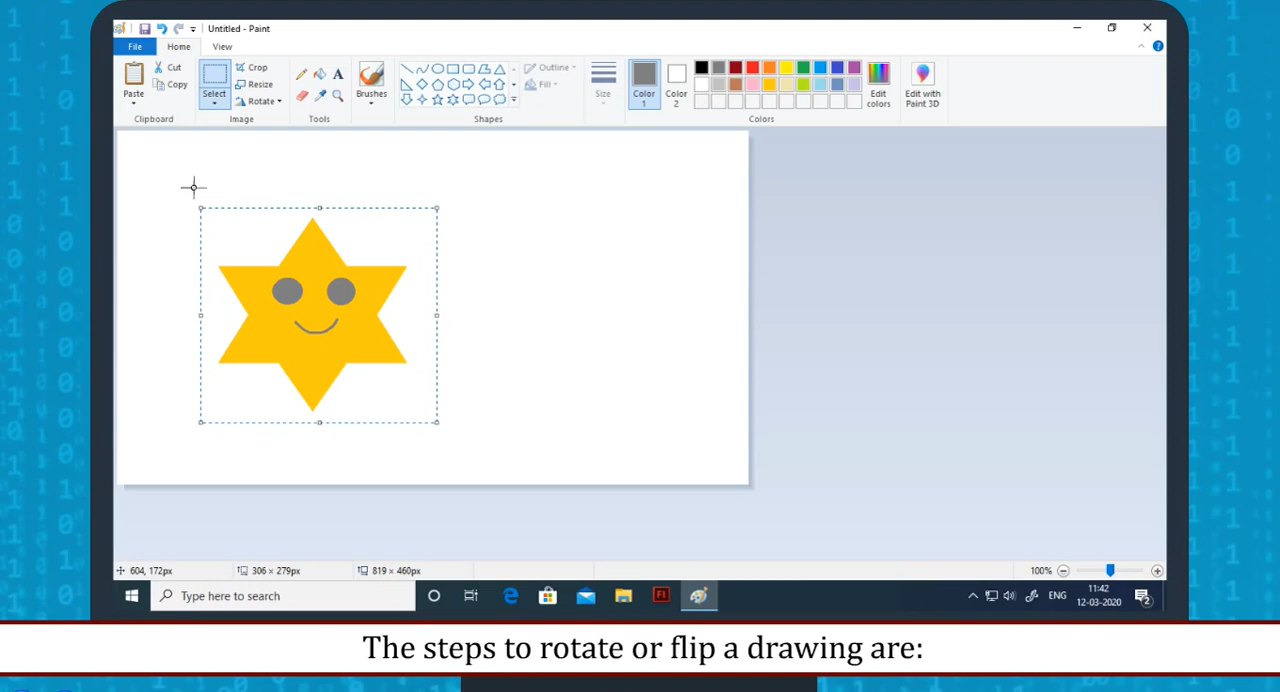 Untitled - Paint
File Home View
Paste
Cut
Copy
Clipboard
Select
Crop
Resize
Rotate
Image
A
Tools
Brushes
Outline
Fill
Shapes
Size
Color 1
Color 2
Edit colors
Edit with Paint 3D
Colors
604, 172px 306 × 279px 819 × 460px 100%
Type here to search
Fl
ENG
11:42
12-03-2020
2
The steps to rotate or flip a drawing are: